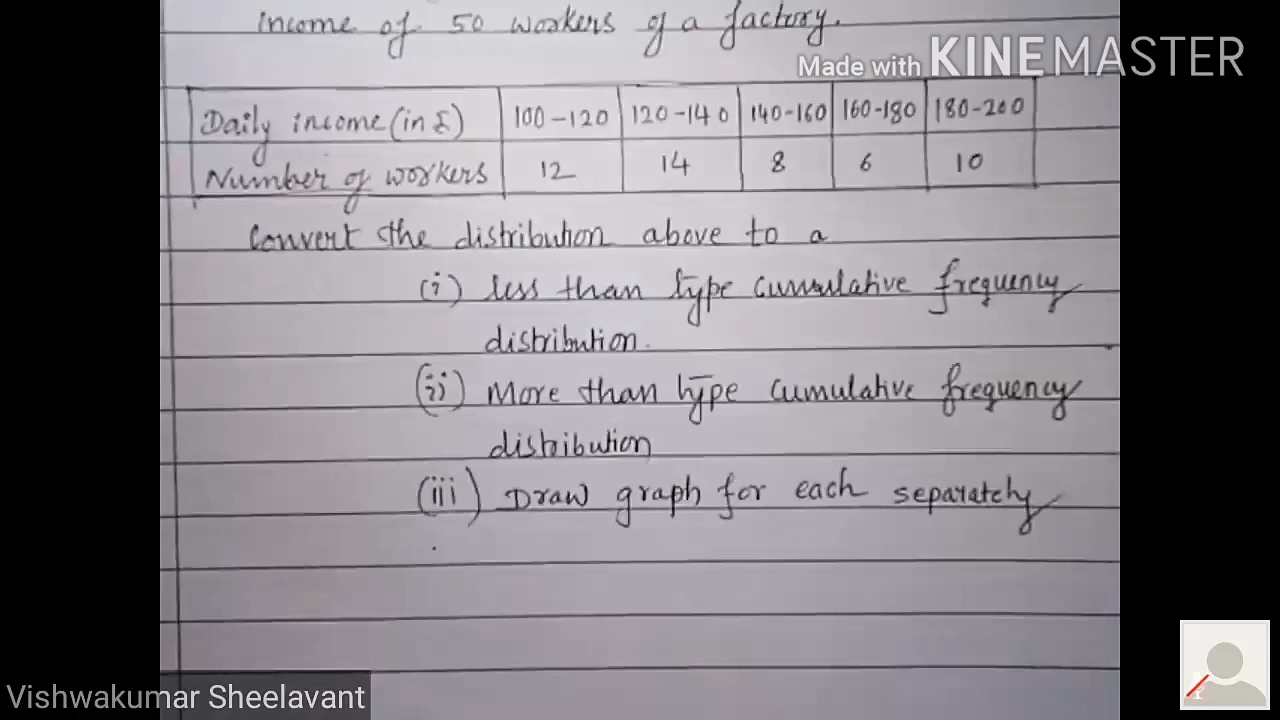 income of 50 workers of a factory.
Made with KINEMASTER
Daily income (in ₹) 100-120 120-140 140-160 160-180 180-200
Number of workers 12 14 8 6 10
Convert the distribution above to a
(i) less than type cumulative frequency
distribution.
(ii) More than type cumulative frequency
distribution
(iii) Draw graph for each separately
Vishwakumar Sheelavant